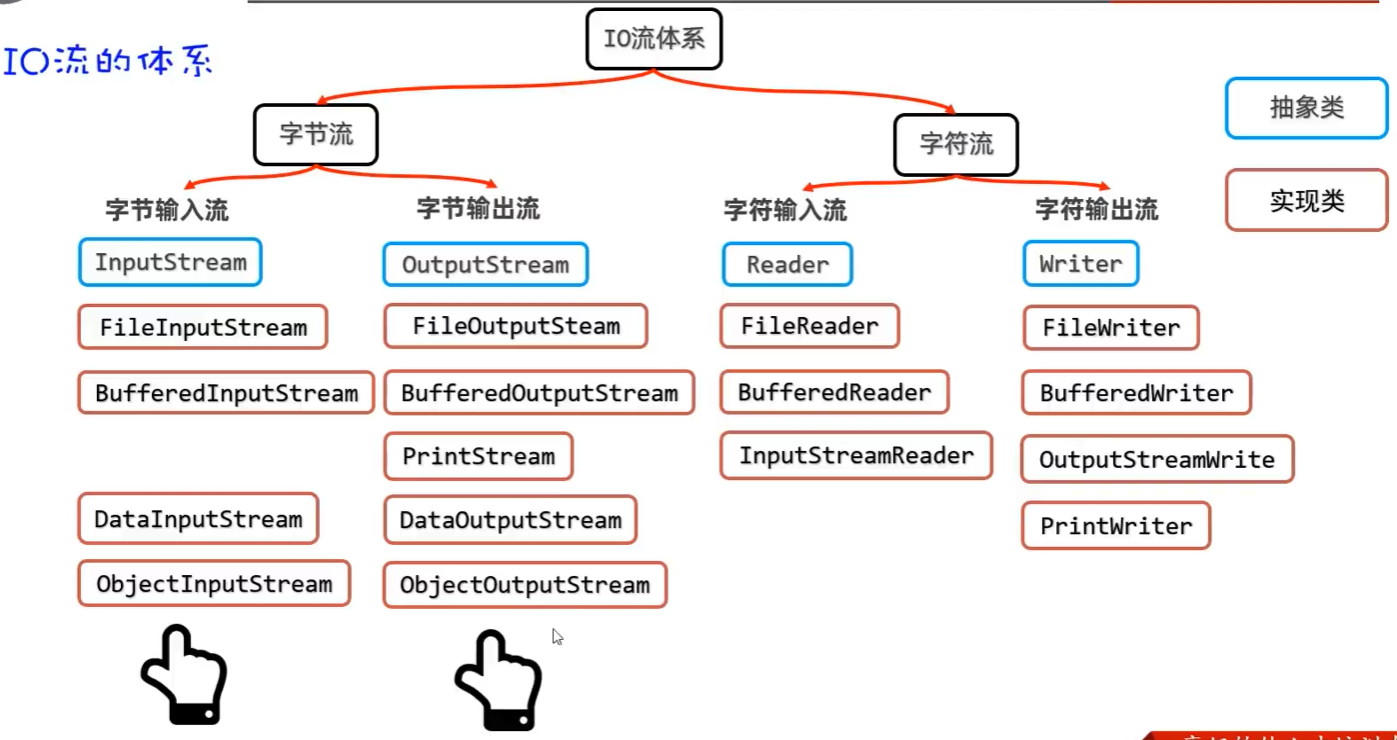 IO流体系
IO流的体系
抽象类
字节流
字符流
实现类
字节输入流
字节输出流
字符输入流
字符输出流
InputStream
OutputStream
Reader
Writer
FileInputStream
FileOutputSteam
FileReader
FileWriter
BufferedInputStream
BufferedOutputStream
BufferedReader
BufferedWriter
PrintStream
InputStreamReader
OutputStreamWrite
DataInputStream
DataOutputStream
PrintWriter
ObjectInputStream
ObjectOutputStream